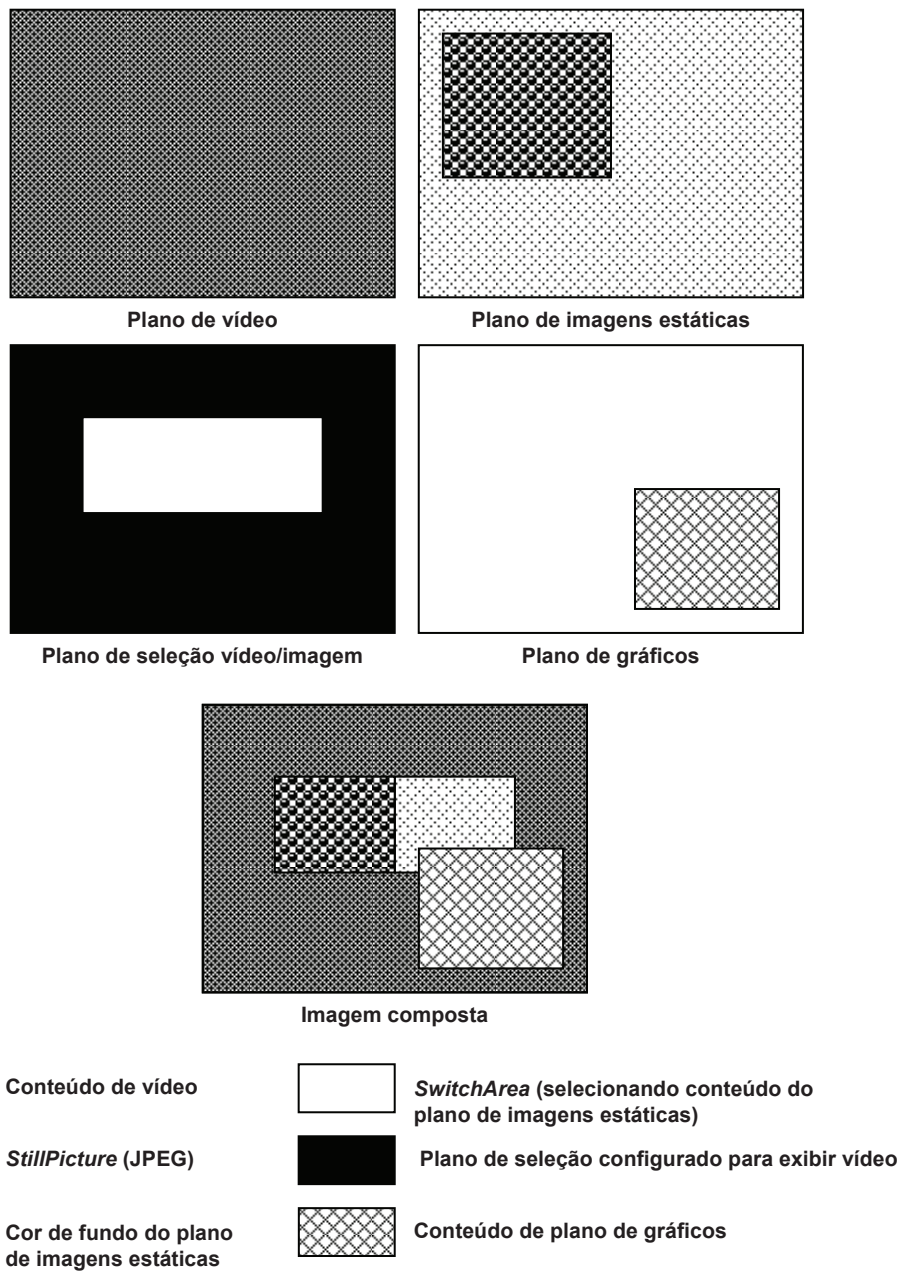 Plano de vídeo
Plano de imagens estáticas
Plano de seleção vídeo/imagem
Plano de gráficos
Imagem composta
Conteúdo de vídeo
SwitchArea (selecionando conteúdo do
plano de imagens estáticas)
StillPicture (JPEG)
Plano de seleção configurado para exibir vídeo
Cor de fundo do plano
de imagens estáticas
Conteúdo de plano de gráficos